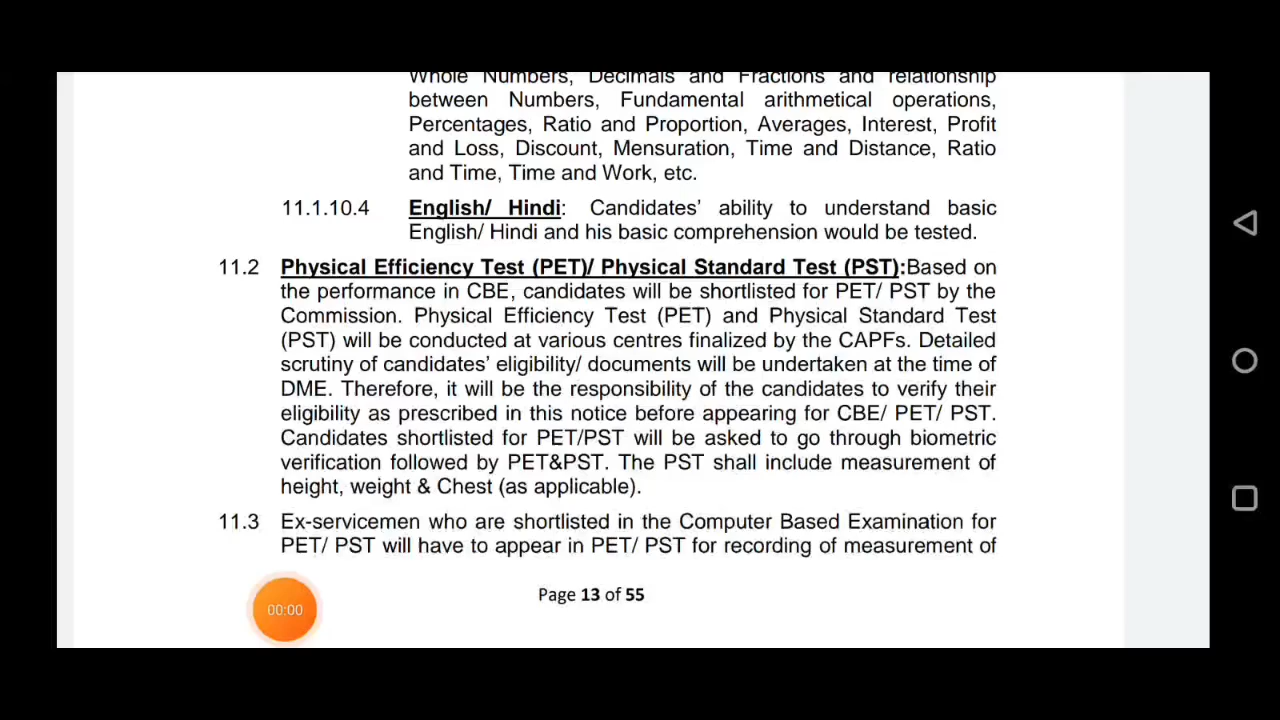 Whole Numbers, Decimals and Fractions and relationship
between Numbers, Fundamental arithmetical operations,
Percentages, Ratio and Proportion, Averages, Interest, Profit
and Loss, Discount, Mensuration, Time and Distance, Ratio
and Time, Time and Work, etc.
11.1.10.4 English/ Hindi: Candidates' ability to understand basic
English/ Hindi and his basic comprehension would be tested.
11.2 Physical Efficiency Test (PET)/ Physical Standard Test (PST):Based on
the performance in CBE, candidates will be shortlisted for PET/ PST by the
Commission. Physical Efficiency Test (PET) and Physical Standard Test
(PST) will be conducted at various centres finalized by the CAPFs. Detailed
scrutiny of candidates' eligibility/ documents will be undertaken at the time of
DME. Therefore, it will be the responsibility of the candidates to verify their
eligibility as prescribed in this notice before appearing for CBE/ PET/ PST.
Candidates shortlisted for PET/PST will be asked to go through biometric
verification followed by PET&PST. The PST shall include measurement of
height, weight & Chest (as applicable).
11.3 Ex-servicemen who are shortlisted in the Computer Based Examination for
PET/ PST will have to appear in PET/ PST for recording of measurement of
Page 13 of 55
00:00